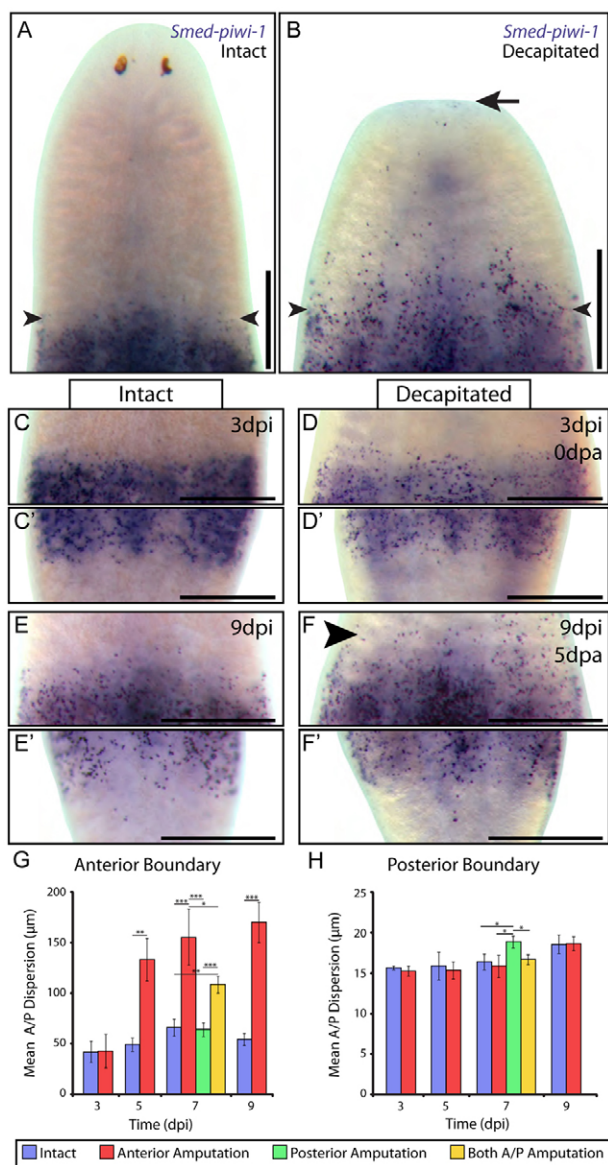 A
Smed-piwi-1
Intact
B
Smed-piwi-1
Decapitated
Intact
Decapitated
C
3dpi
D
3dpi
0dpa
C'
D'
E
9dpi
F
9dpi
5dpa
E'
F'
G
Anterior Boundary
Mean A/P Dispersion (µm)
200
150
100
50
0
**
***
***
*
**
***
***
3
5
7
9
Time (dpi)
H
Posterior Boundary
Mean A/P Dispersion (µm)
25
20
15
10
5
0
*
*
*
3
5
7
9
Time (dpi)
Intact
Anterior Amputation
Posterior Amputation
Both A/P Amputation